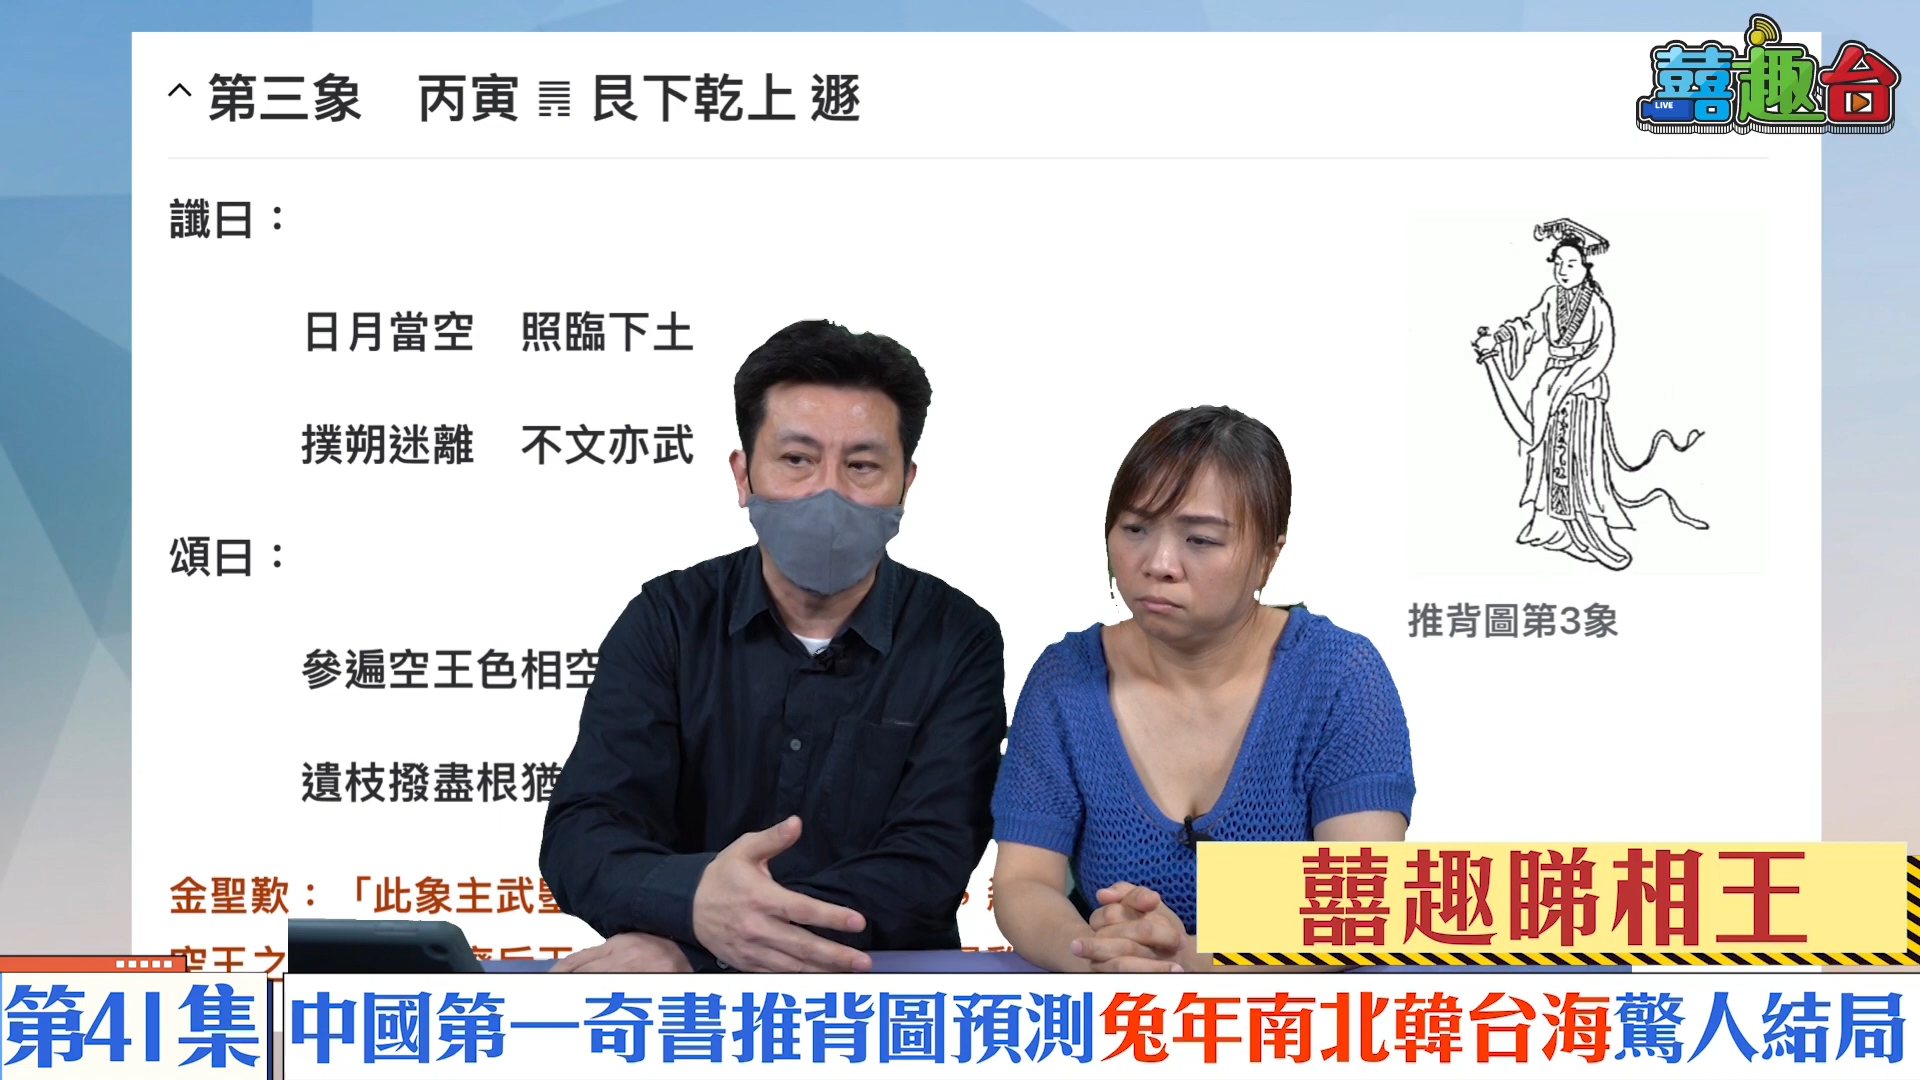 ^ 第三象　丙寅 ䷠ 艮下乾上 遯
囍趣台
LIVE
讖曰：
日月當空　照臨下土
撲朔迷離　不文亦武
頌曰：
參遍空王色相空
遺枝撥盡根猶
推背圖第3象
金聖歎：「此象主武曌
空王之
囍趣睇相王
第41集
中國第一奇書推背圖預測兔年南北韓台海驚人結局